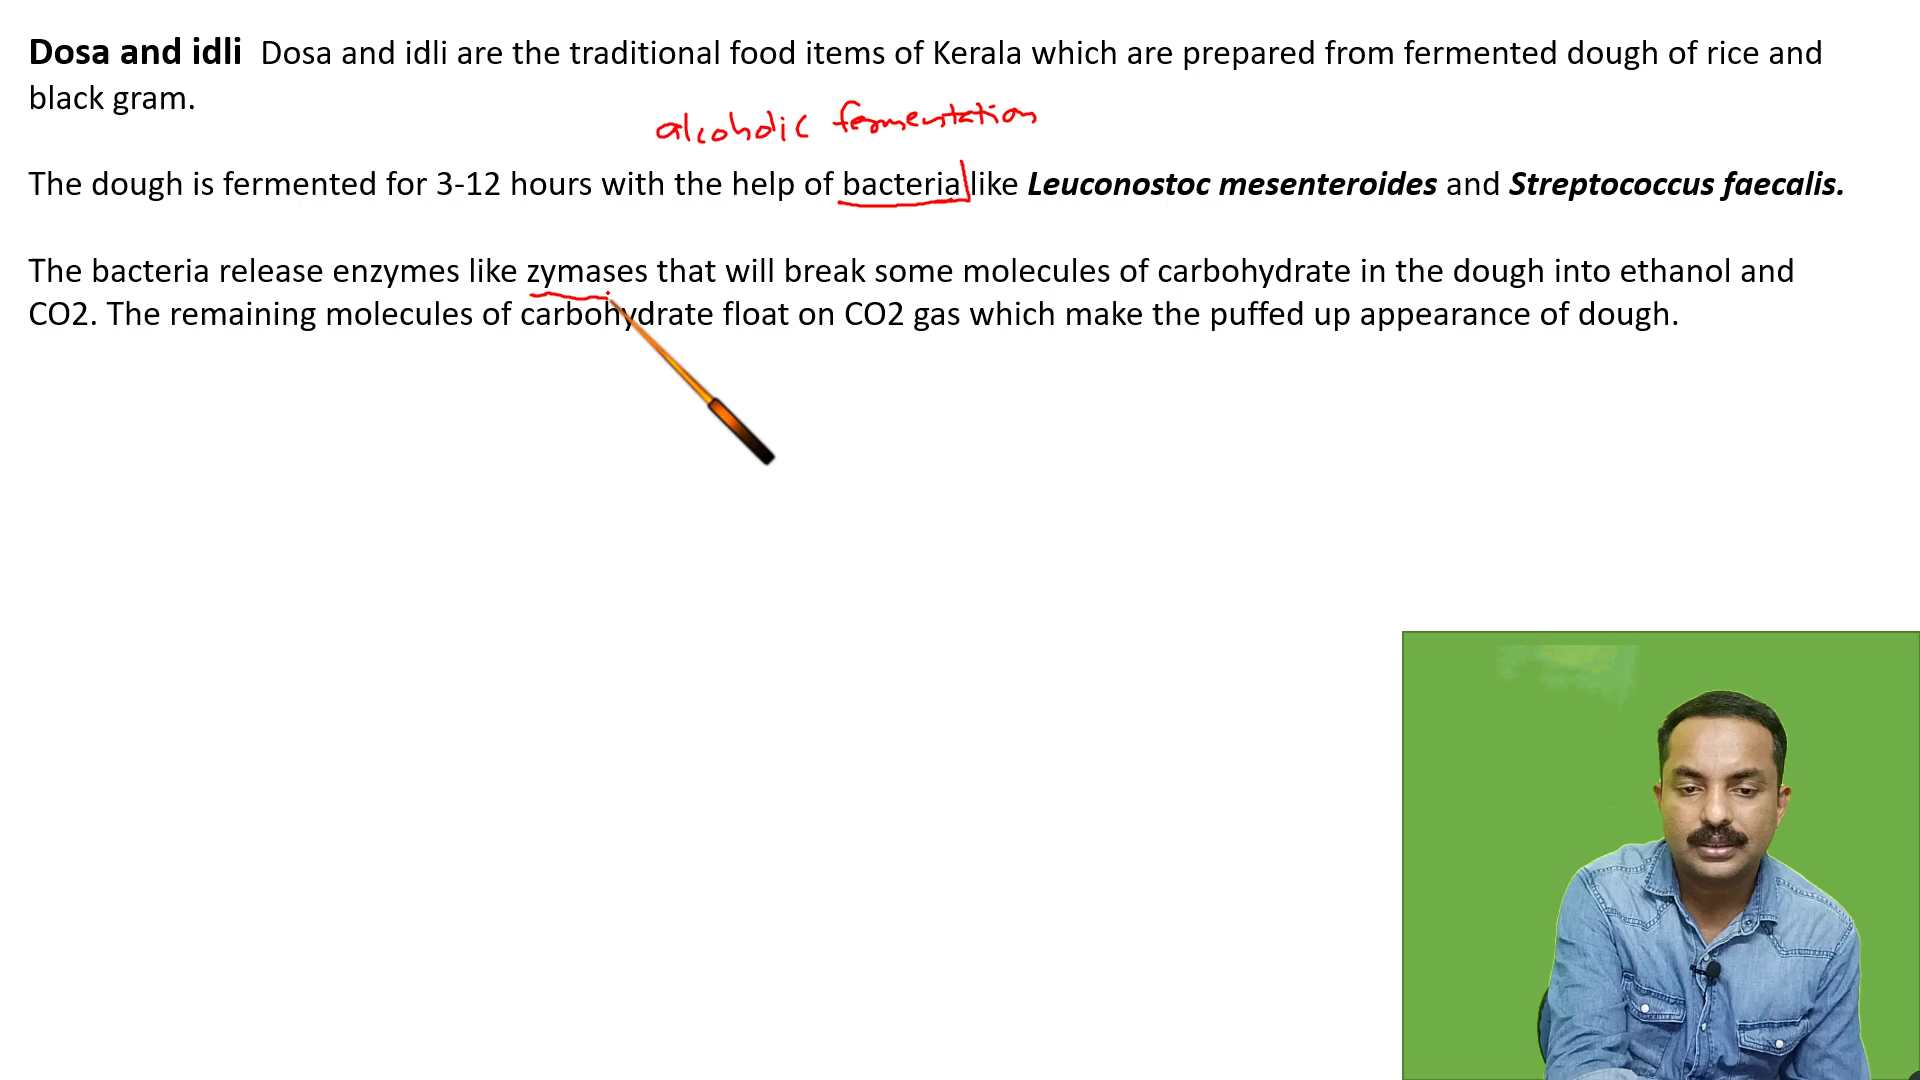 Dosa and idli Dosa and idli are the traditional food items of Kerala which are prepared from fermented dough of rice and
black gram.
alcoholic fermentation
The dough is fermented for 3-12 hours with the help of bacteria like Leuconostoc mesenteroides and Streptococcus faecalis.
The bacteria release enzymes like zymases that will break some molecules of carbohydrate in the dough into ethanol and
CO2. The remaining molecules of carbohydrate float on CO2 gas which make the puffed up appearance of dough.